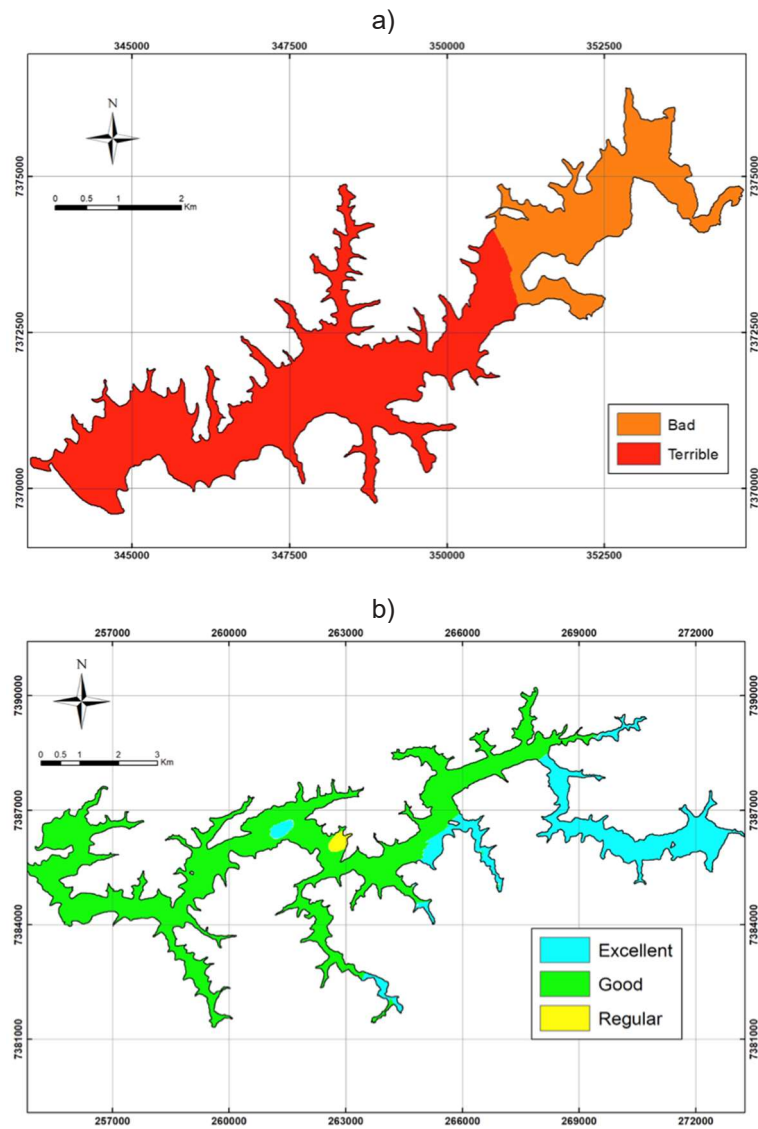 a)
345000 347500 350000 352500
N
0 0.5 1 2
Km
7375000 7375000
7372500 7372500
7370000 7370000
Bad
Terrible
345000 347500 350000 352500
b)
257000 260000 263000 266000 269000 272000
N
0 0.5 1 2 3
Km
7390000 7390000
7387000 7387000
7384000 7384000
7381000 7381000
Excellent
Good
Regular
257000 260000 263000 266000 269000 272000